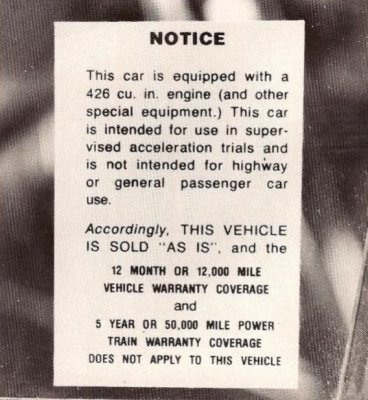 NOTICE
This car is equipped with a
426 cu. in. engine (and other
special equipment.) This car
is intended for use in super-
vised acceleration trials and
is not intended for highway
or general passenger car
use.
Accordingly, THIS VEHICLE
IS SOLD "AS IS", and the
12 MONTH OR 12,000 MILE
VEHICLE WARRANTY COVERAGE
and
5 YEAR OR 50,000 MILE POWER
TRAIN WARRANTY COVERAGE
DOES NOT APPLY TO THIS VEHICLE